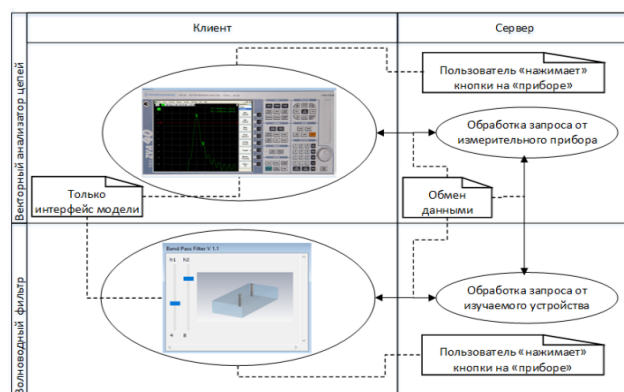 Клиент
Сервер
Векторный анализатор цепей
Пользователь «нажимает»
кнопки на «приборе»
ZVA 40
Обработка запроса от
измерительного прибора
Только
интерфейс модели
Обмен
данными
Волноводный фильтр
Band Pass Filter V 1.1
h1 h2
Обработка запроса от
изучаемого устройства
Пользователь «нажимает»
кнопки на «приборе»